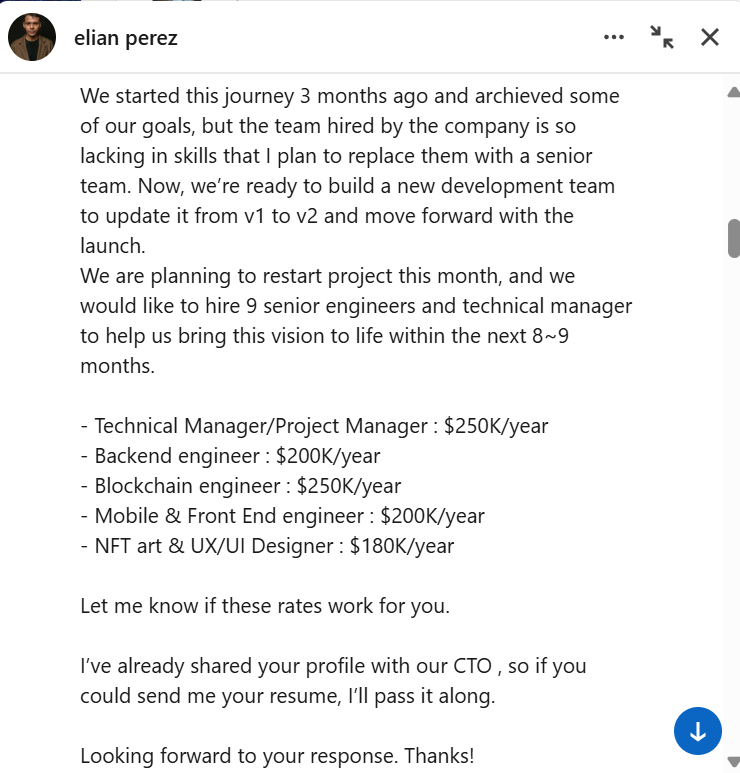 elian perez
We started this journey 3 months ago and archieved some
of our goals, but the team hired by the company is so
lacking in skills that I plan to replace them with a senior
team. Now, we’re ready to build a new development team
to update it from v1 to v2 and move forward with the
launch.
We are planning to restart project this month, and we
would like to hire 9 senior engineers and technical manager
to help us bring this vision to life within the next 8~9
months.
- Technical Manager/Project Manager : $250K/year
- Backend engineer : $200K/year
- Blockchain engineer : $250K/year
- Mobile & Front End engineer : $200K/year
- NFT art & UX/UI Designer : $180K/year
Let me know if these rates work for you.
I’ve already shared your profile with our CTO , so if you
could send me your resume, I’ll pass it along.
Looking forward to your response. Thanks!